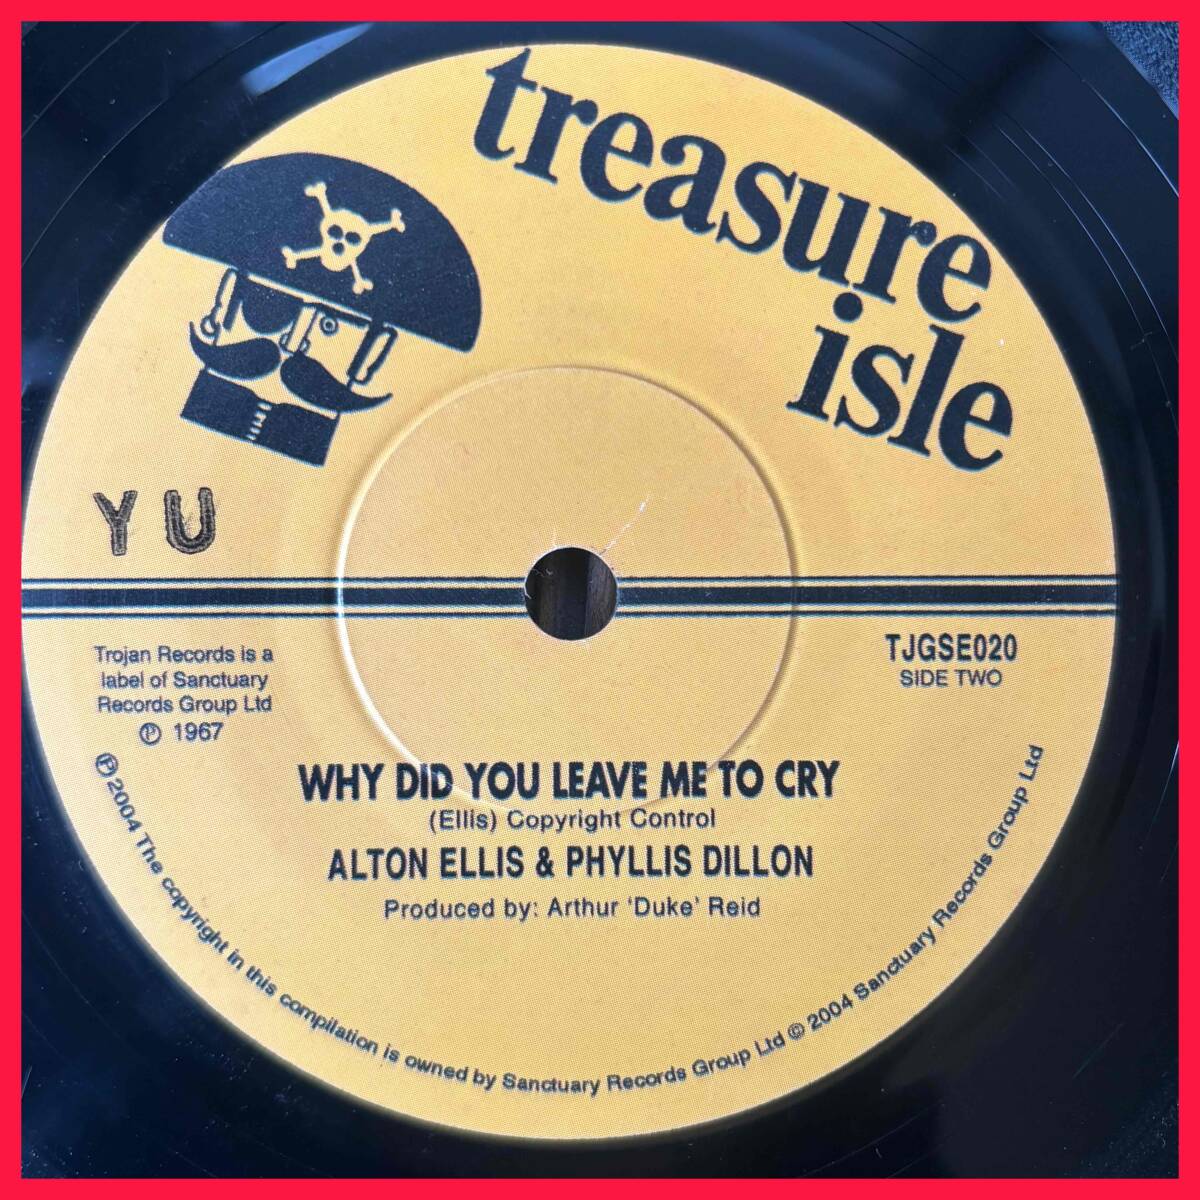 treasure
isle
YU
Trojan Records is a
label of Sanctuary
Records Group Ltd
℗ 1967
TJGSE020
SIDE TWO
WHY DID YOU LEAVE ME TO CRY
(Ellis) Copyright Control
ALTON ELLIS & PHYLLIS DILLON
Produced by: Arthur 'Duke' Reid
℗ 2004 The copyright in this compilation is owned by Sanctuary Records Group Ltd © 2004 Sanctuary Records Group Ltd